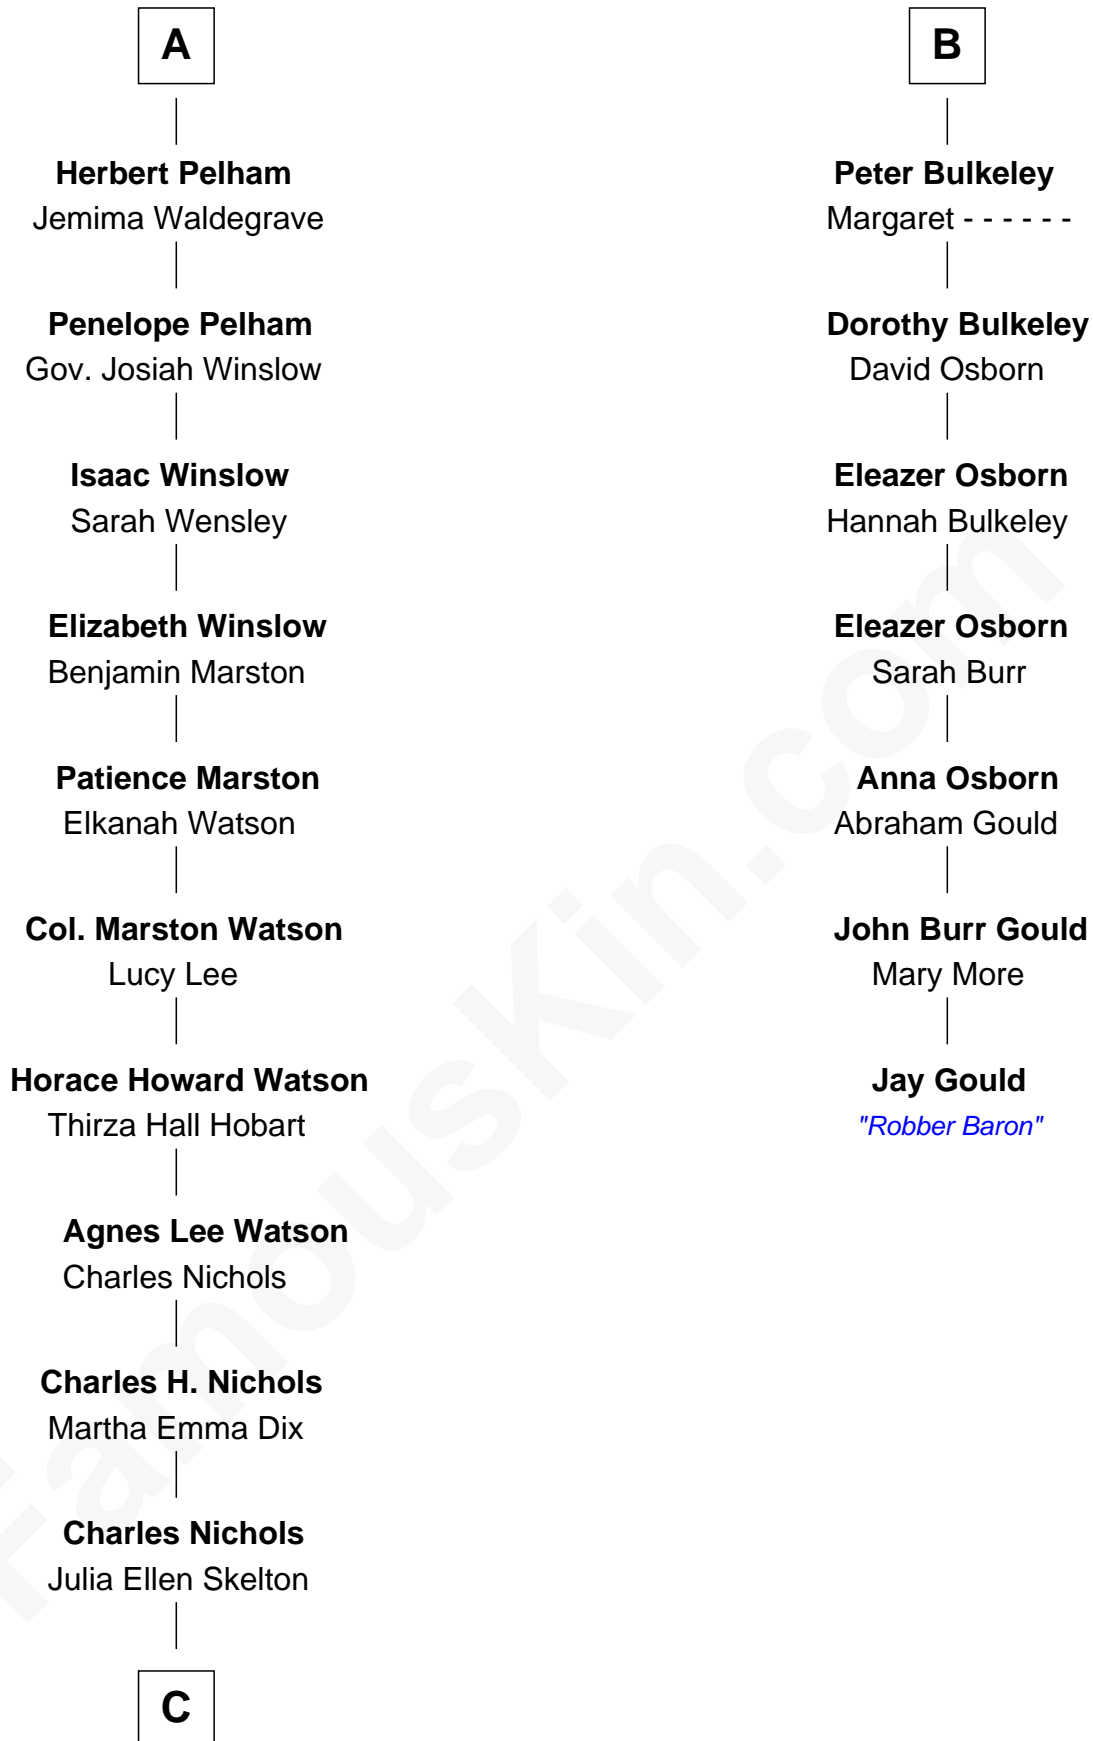 A
Herbert Pelham
Jemima Waldegrave
Penelope Pelham
Gov. Josiah Winslow
Isaac Winslow
Sarah Wensley
Elizabeth Winslow
Benjamin Marston
Patience Marston
Elkanah Watson
Col. Marston Watson
Lucy Lee
Horace Howard Watson
Thirza Hall Hobart
Agnes Lee Watson
Charles Nichols
Charles H. Nichols
Martha Emma Dix
Charles Nichols
Julia Ellen Skelton
C
B
Peter Bulkeley
Margaret - - - - - -
Dorothy Bulkeley
David Osborn
Eleazer Osborn
Hannah Bulkeley
Eleazer Osborn
Sarah Burr
Anna Osborn
Abraham Gould
John Burr Gould
Mary More
Jay Gould
"Robber Baron"
FamousKin.com